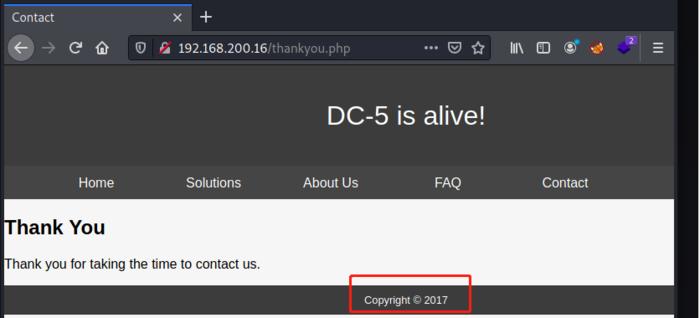 Contact
192.168.200.16/thankyou.php
2
DC-5 is alive!
Home Solutions About Us FAQ Contact
Thank You
Thank you for taking the time to contact us.
Copyright © 2017